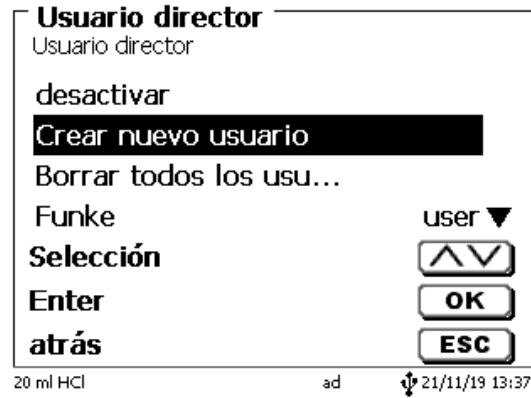 Usuario director
Usuario director
desactivar
Crear nuevo usuario
Borrar todos los usu...
Funke user ▼
Selección
Enter OK
atrás ESC
20 ml HCl ad 21/11/19 13:37